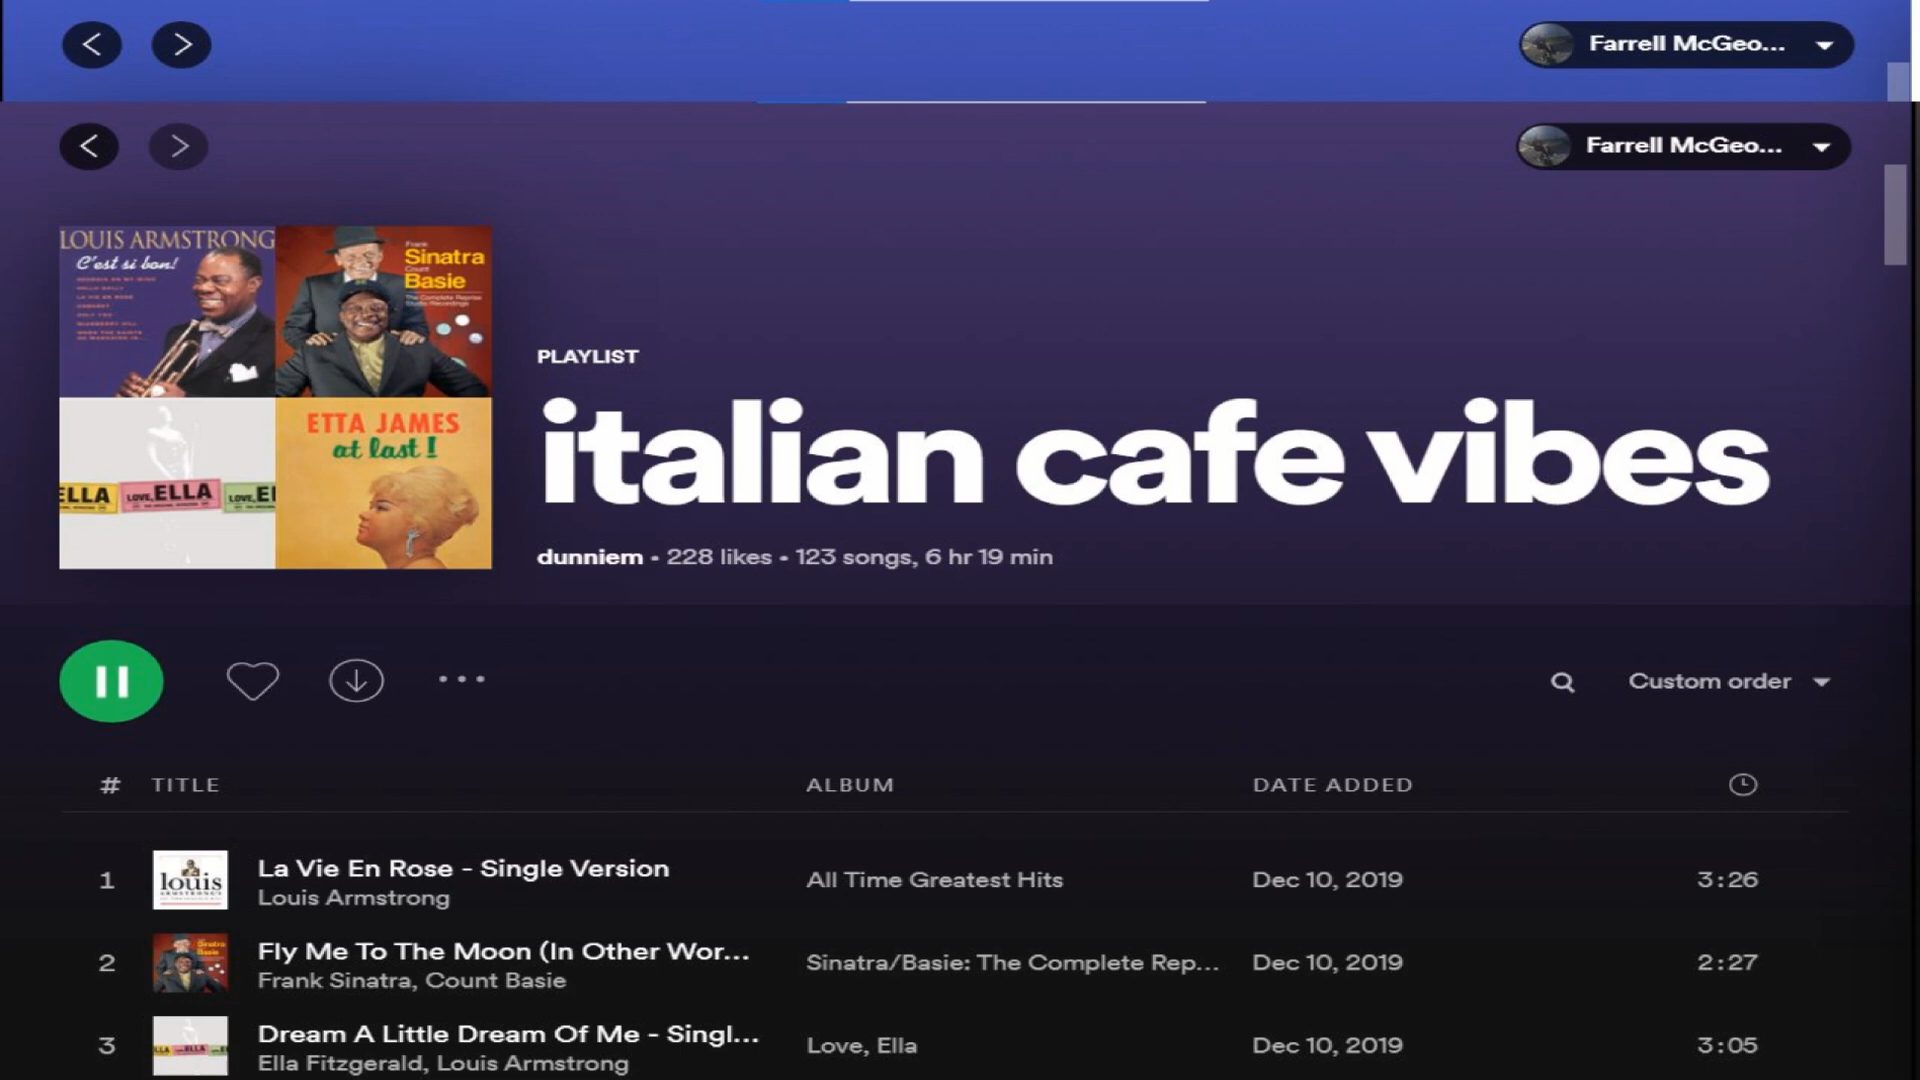 Farrell McGeo...
Farrell McGeo...
LOUIS ARMSTRONG
C'est si bon!
Frank
Sinatra
Count
Basie
The Complete Reprise
Studio Recordings
ELLA
LOVE, ELLA
LOVE, EL
ETTA JAMES
at last!
PLAYLIST
italian cafe vibes
dunniem • 228 likes • 123 songs, 6 hr 19 min
Custom order
# TITLE ALBUM DATE ADDED
1 La Vie En Rose - Single Version All Time Greatest Hits Dec 10, 2019 3:26
louis
Louis Armstrong
2 Fly Me To The Moon (In Other Wor... Sinatra/Basie: The Complete Rep... Dec 10, 2019 2:27
Sinatra
Basie
Frank Sinatra, Count Basie
3 Dream A Little Dream Of Me - Singl... Love, Ella Dec 10, 2019 3:05
ELLA
Ella Fitzgerald, Louis Armstrong